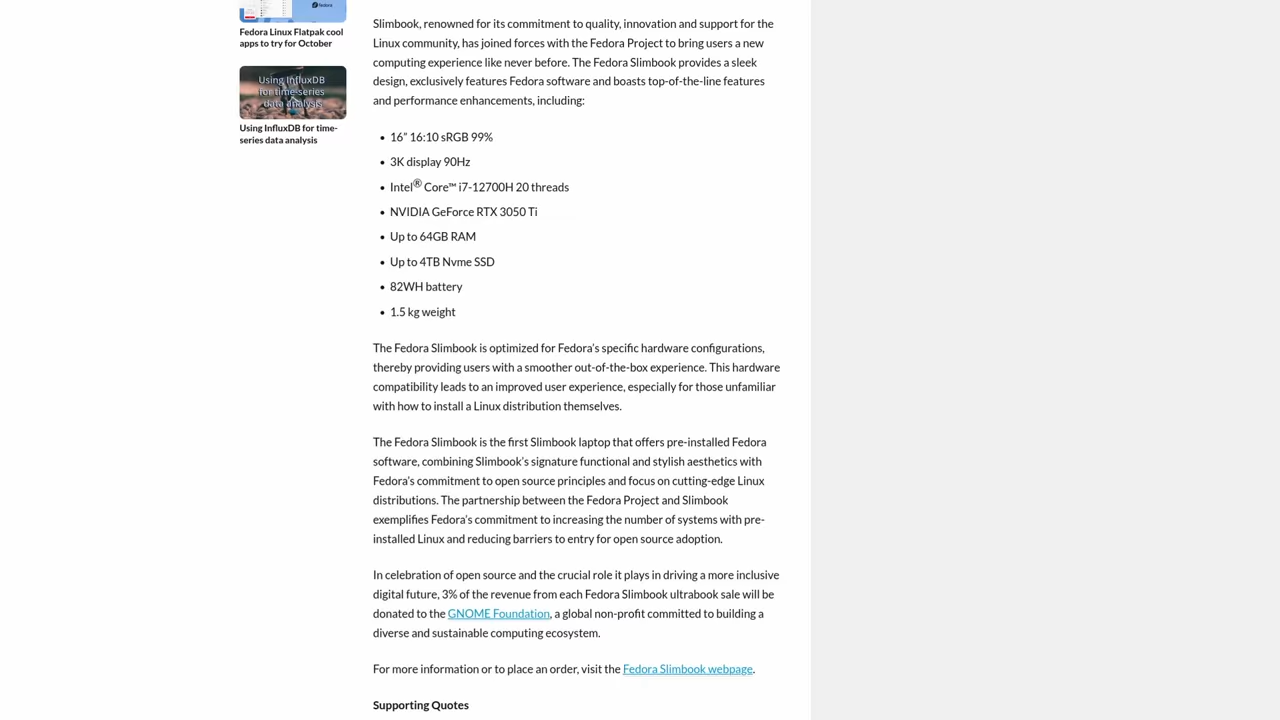 Fedora Linux Flatpak cool
apps to try for October
Using InfluxDB
for time-series
data analysis
Using InfluxDB for time-
series data analysis
Slimbook, renowned for its commitment to quality, innovation and support for the
Linux community, has joined forces with the Fedora Project to bring users a new
computing experience like never before. The Fedora Slimbook provides a sleek
design, exclusively features Fedora software and boasts top-of-the-line features
and performance enhancements, including:
• 16” 16:10 sRGB 99%
• 3K display 90Hz
• Intel® Core™ i7-12700H 20 threads
• NVIDIA GeForce RTX 3050 Ti
• Up to 64GB RAM
• Up to 4TB Nvme SSD
• 82WH battery
• 1.5 kg weight
The Fedora Slimbook is optimized for Fedora’s specific hardware configurations,
thereby providing users with a smoother out-of-the-box experience. This hardware
compatibility leads to an improved user experience, especially for those unfamiliar
with how to install a Linux distribution themselves.
The Fedora Slimbook is the first Slimbook laptop that offers pre-installed Fedora
software, combining Slimbook’s signature functional and stylish aesthetics with
Fedora’s commitment to open source principles and focus on cutting-edge Linux
distributions. The partnership between the Fedora Project and Slimbook
exemplifies Fedora’s commitment to increasing the number of systems with pre-
installed Linux and reducing barriers to entry for open source adoption.
In celebration of open source and the crucial role it plays in driving a more inclusive
digital future, 3% of the revenue from each Fedora Slimbook ultrabook sale will be
donated to the GNOME Foundation, a global non-profit committed to building a
diverse and sustainable computing ecosystem.
For more information or to place an order, visit the Fedora Slimbook webpage.
Supporting Quotes